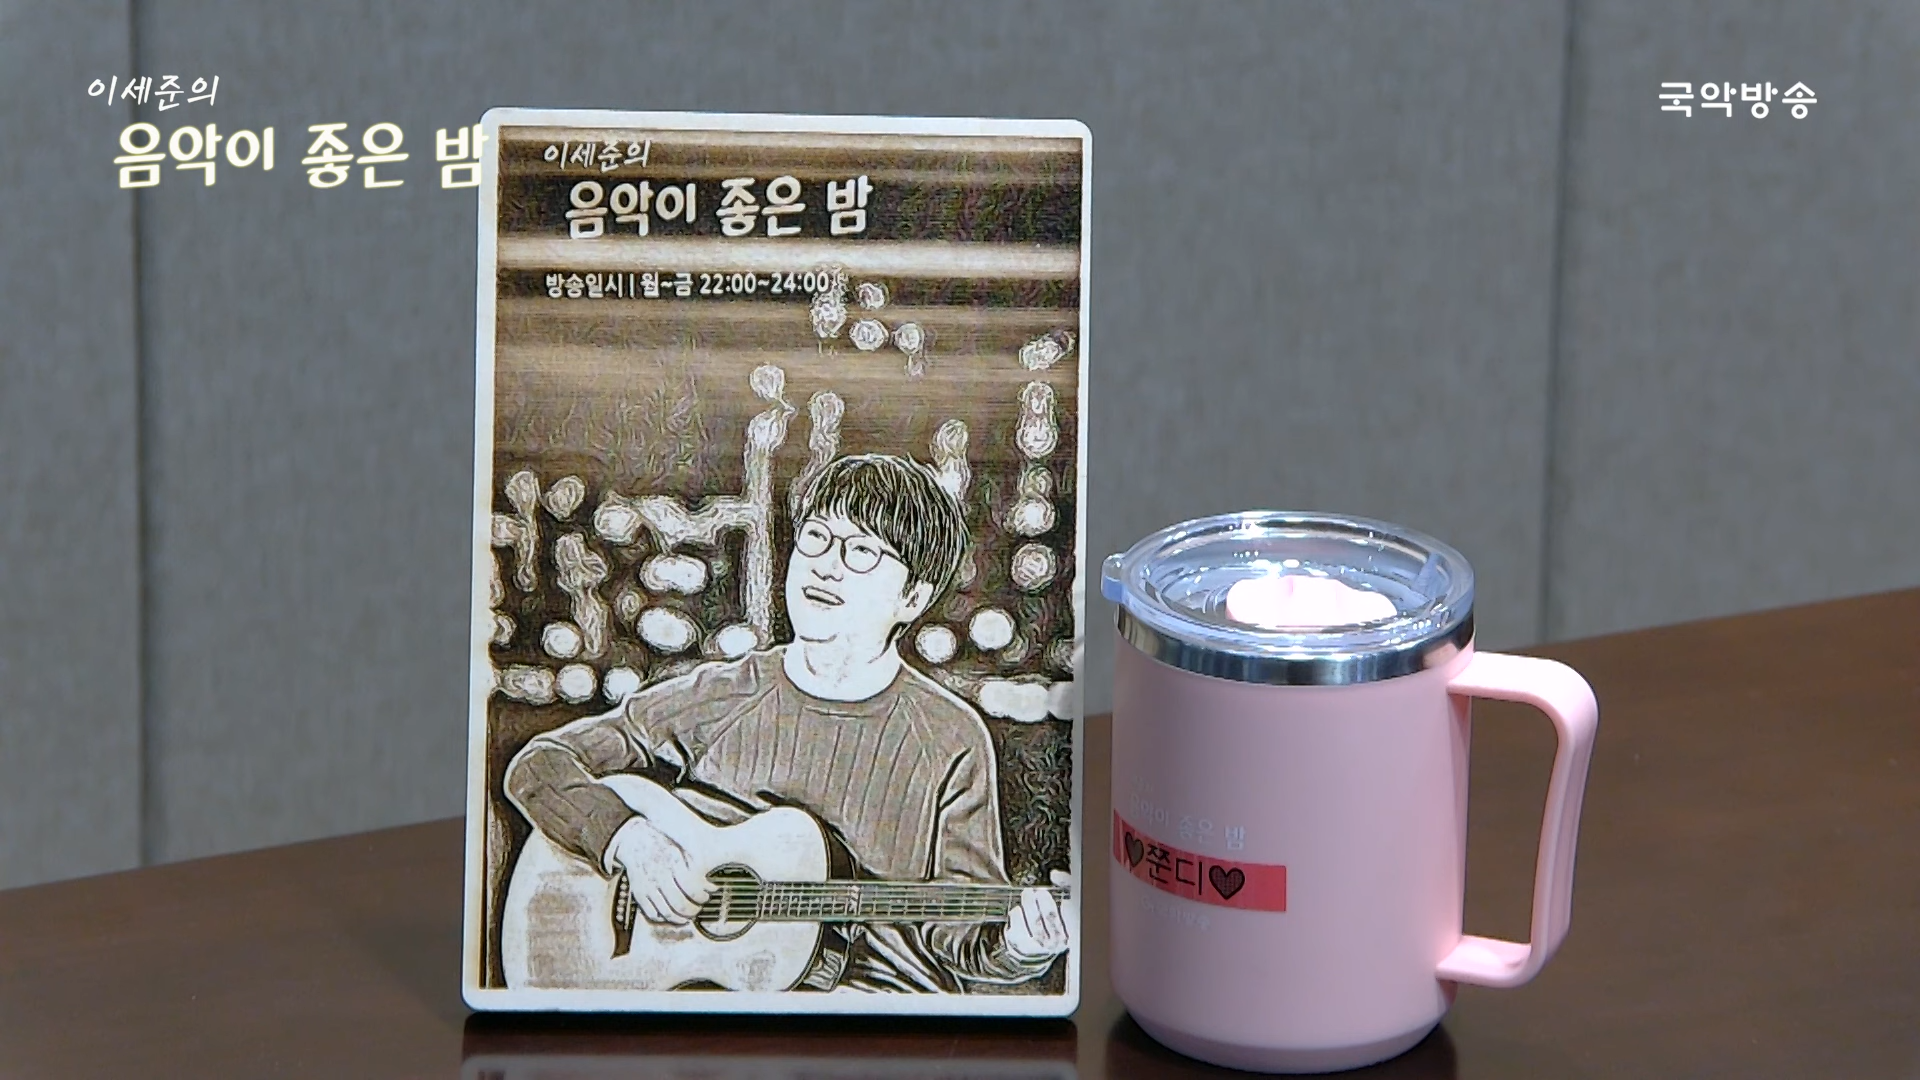 이세준의
음악이 좋은 밤
국악방송
이세준의
음악이 좋은 밤
방송일시 | 월~금 22:00~24:00
음악이 좋은 밤
♥쭌디♥